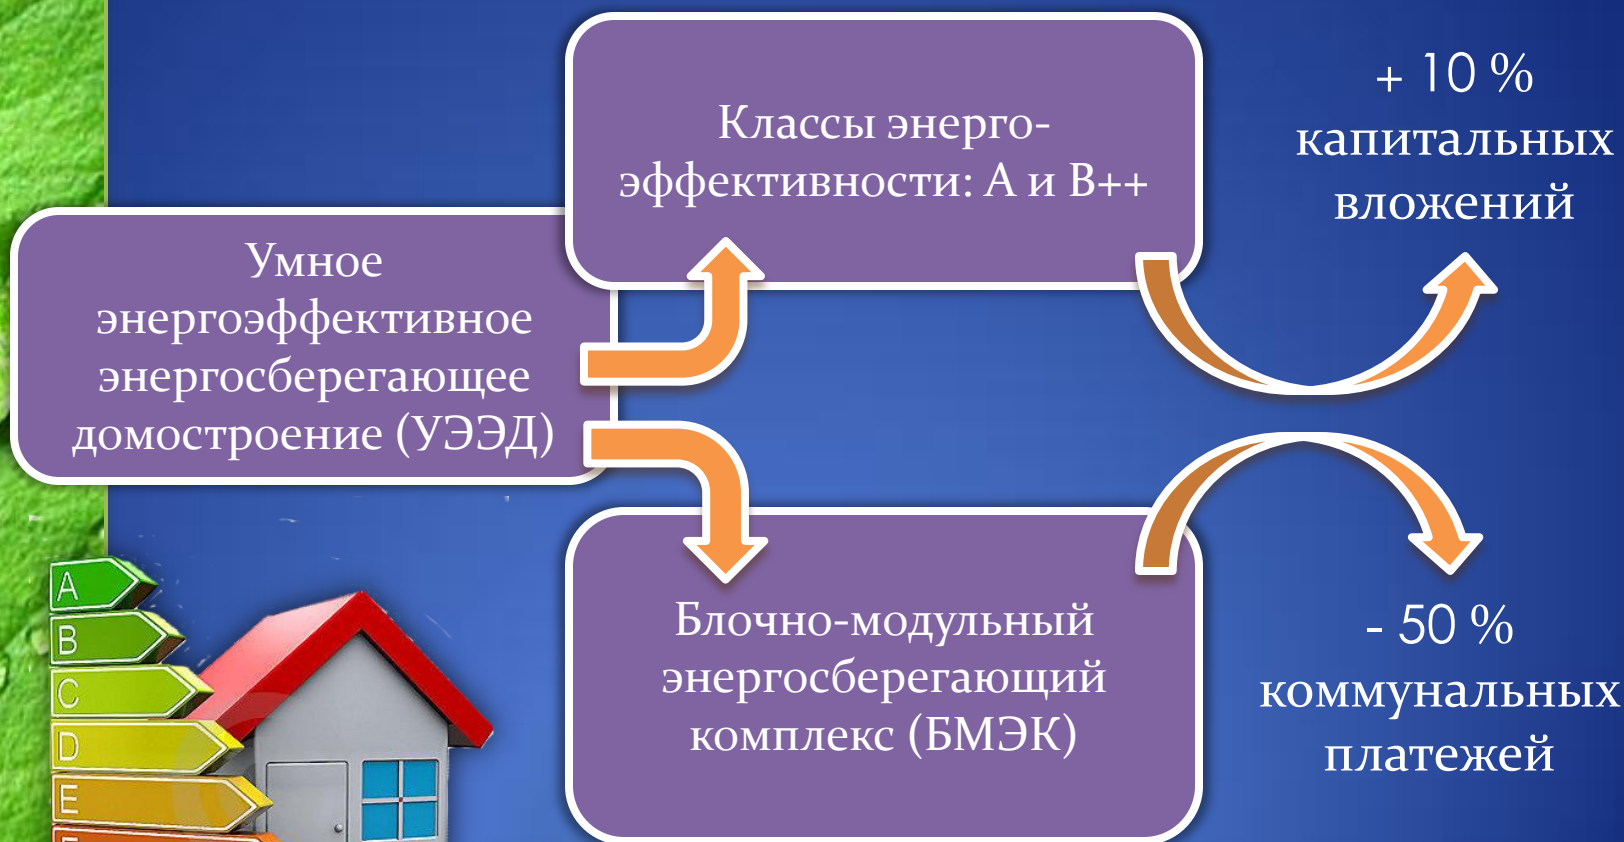 Умное
энергоэффективное
энергосберегающее
домостроение (УЭЭД)
Классы энерго-
эффективности: А и В++
+ 10 %
капитальных
вложений
Блочно-модульный
энергосберегающий
комплекс (БМЭК)
- 50 %
коммунальных
платежей
A
B
C
D
E